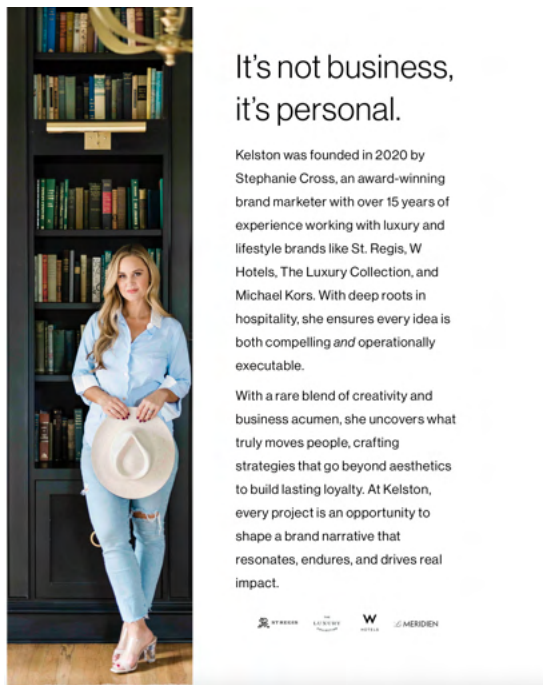 It's not business,
it's personal.
Kelston was founded in 2020 by
Stephanie Cross, an award-winning
brand marketer with over 15 years of
experience working with luxury and
lifestyle brands like St. Regis, W
Hotels, The Luxury Collection, and
Michael Kors. With deep roots in
hospitality, she ensures every idea is
both compelling and operationally
executable.
With a rare blend of creativity and
business acumen, she uncovers what
truly moves people, crafting
strategies that go beyond aesthetics
to build lasting loyalty. At Kelston,
every project is an opportunity to
shape a brand narrative that
resonates, endures, and drives real
impact.
ST REGIS
THE
LUXURY
COLLECTION
W
HOTELS
MERIDIEN